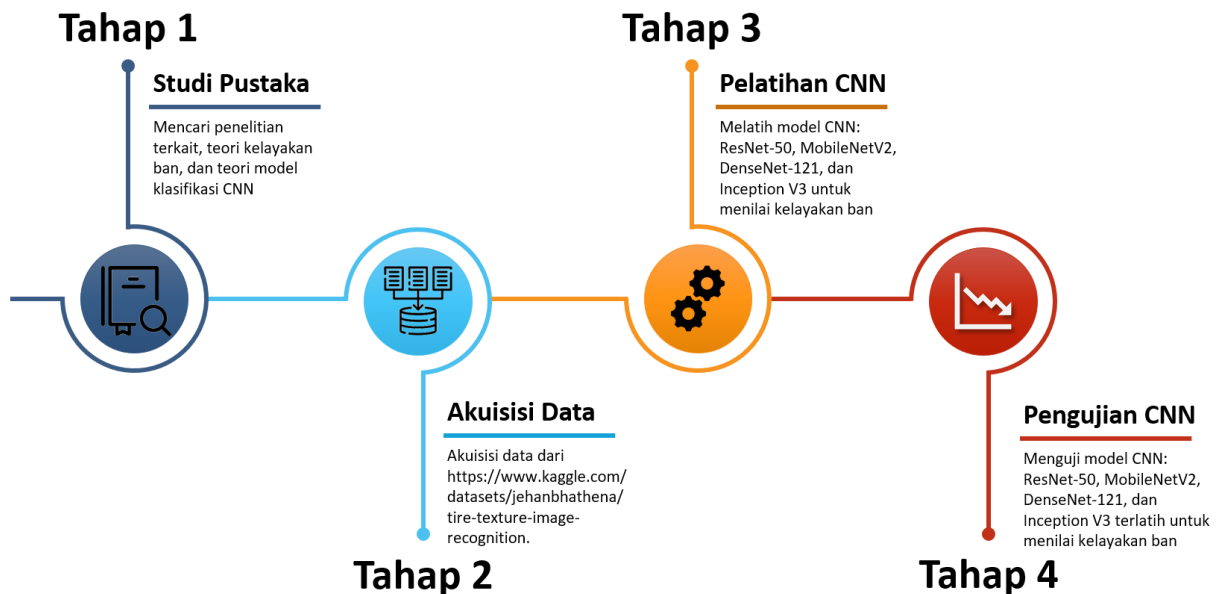 Tahap 1
Studi Pustaka
Mencari penelitian
terkait, teori kelayakan
ban, dan teori model
klasifikasi CNN
Akuisisi Data
Akuisisi data dari
https://www.kaggle.com/
datasets/jehanbhathena/
tire-texture-image-
recognition.
Tahap 2
Tahap 3
Pelatihan CNN
Melatih model CNN:
ResNet-50, MobileNetV2,
DenseNet-121, dan
Inception V3 untuk
menilai kelayakan ban
Pengujian CNN
Menguji model CNN:
ResNet-50, MobileNetV2,
DenseNet-121, dan
Inception V3 terlatih untuk
menilai kelayakan ban
Tahap 4